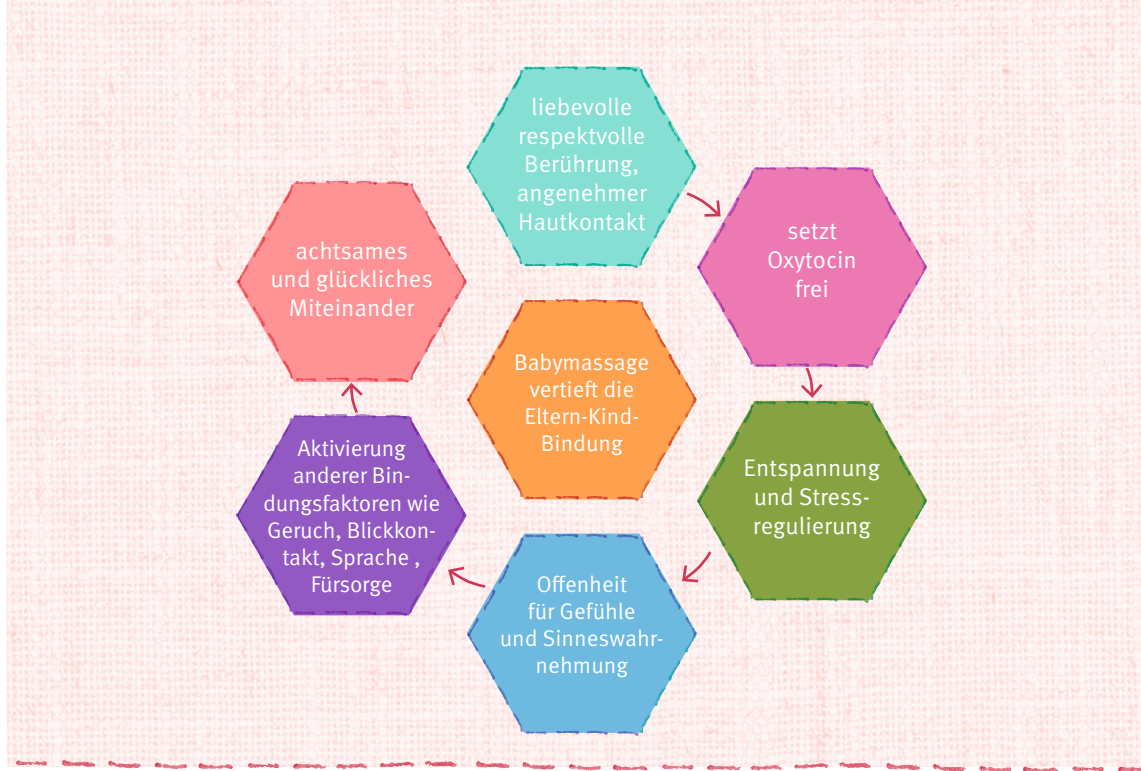 liebevolle
respektvolle
Berührung,
angenehmer
Hautkontakt
setzt
Oxytocin
frei
Entspannung
und Stress-
regulierung
Offenheit
für Gefühle
und Sinneswahr-
nehmung
Aktivierung
anderer Bin-
dungsfaktoren wie
Geruch, Blickkon-
takt, Sprache ,
Fürsorge
achtsames
und glückliches
Miteinander
Babymassage
vertieft die
Eltern-Kind-
Bindung